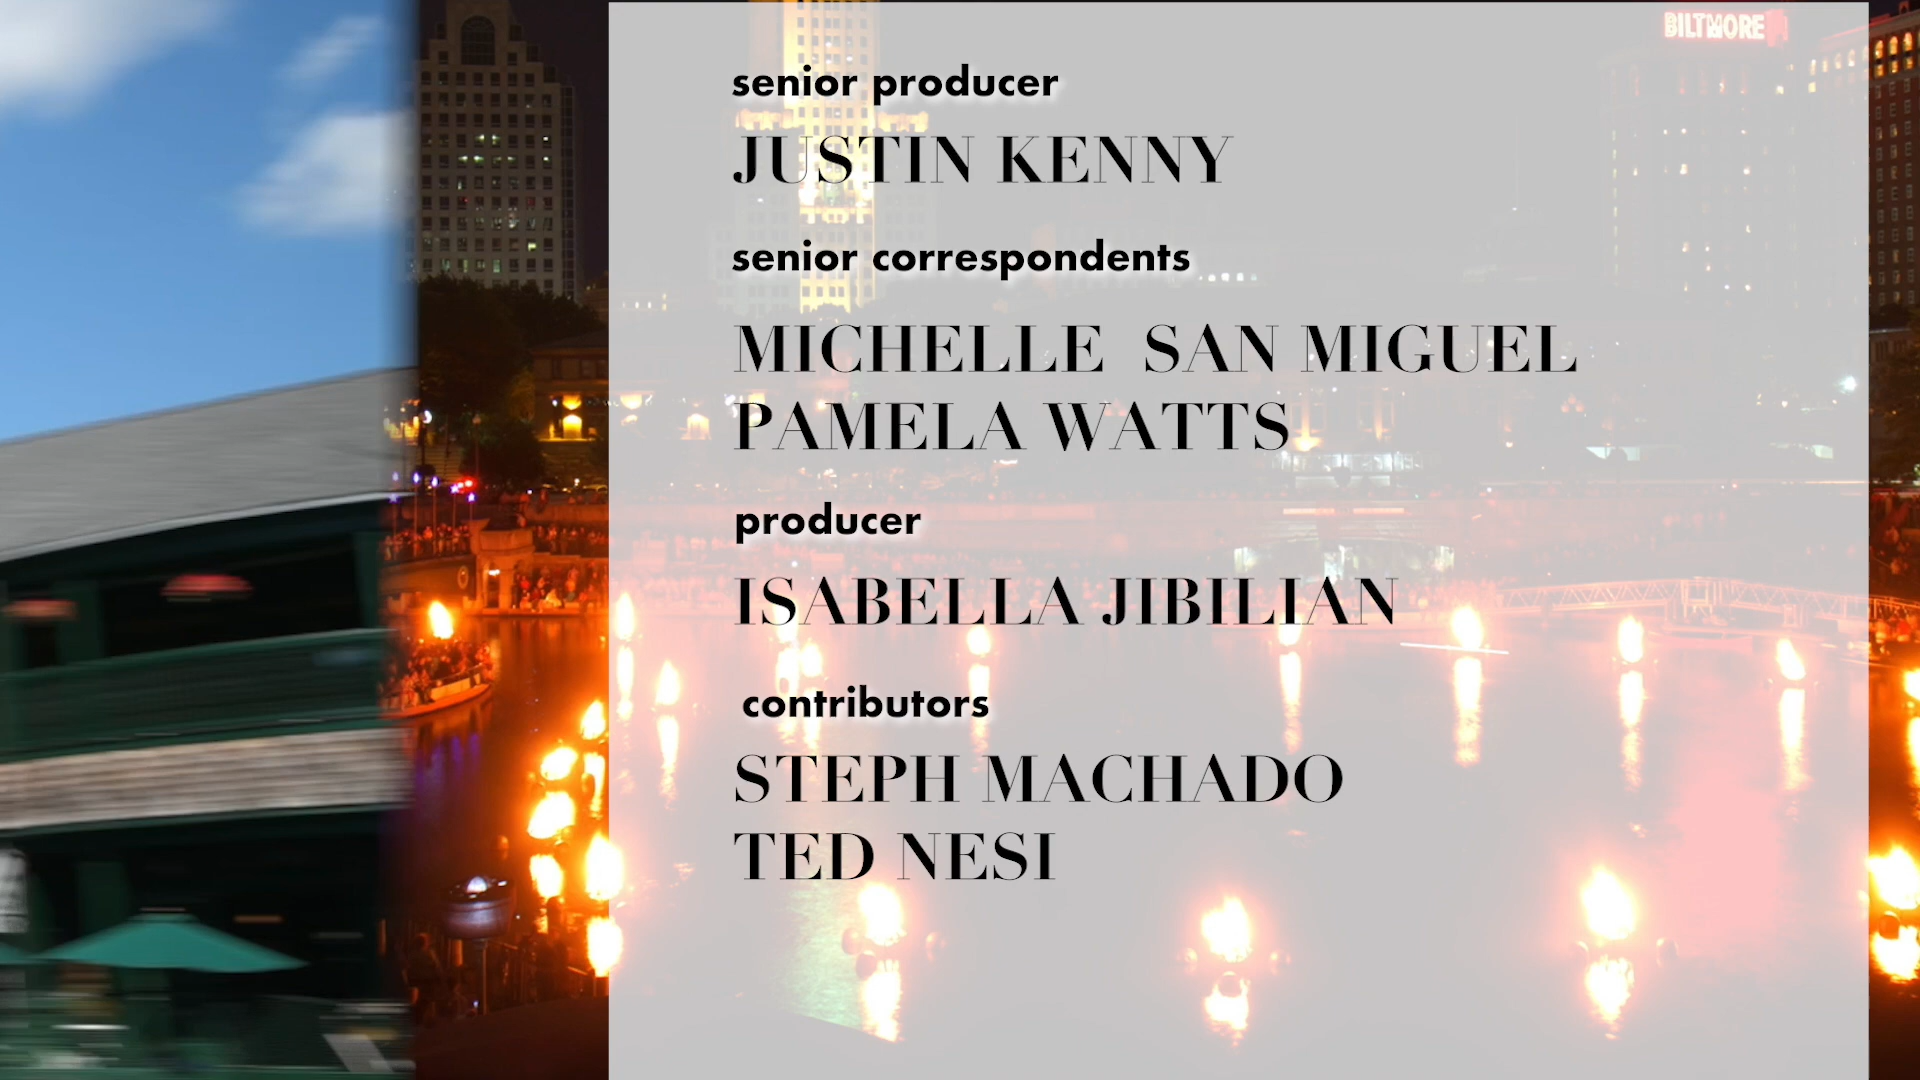 BILTMORE
senior producer
JUSTIN KENNY
senior correspondents
MICHELLE SAN MIGUEL
PAMELA WATTS
producer
ISABELLA JIBILIAN
contributors
STEPH MACHADO
TED NESI